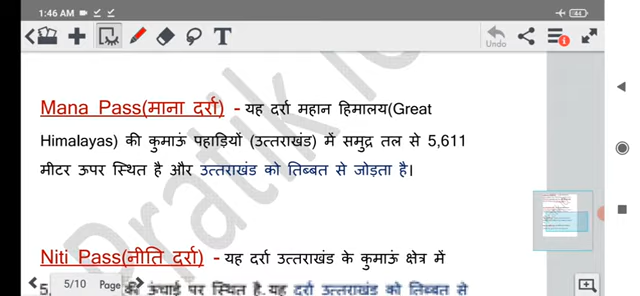 1:46 AM
44
T
Undo
Mana Pass(माना दर्रा) - यह दर्रा महान हिमालय(Great
Himalayas) की कुमाऊं पहाड़ियों (उत्तराखंड) में समुद्र तल से 5,611
मीटर ऊपर स्थित है और उत्तराखंड को तिब्बत से जोड़ता है।
Niti Pass(नीति दर्रा) - यह दर्रा उत्तराखंड के कुमाऊं क्षेत्र में
5/10 Page
की ऊंचाई पर स्थित है. यह दर्रा उत्तराखंड को तिब्बत से
Pratik